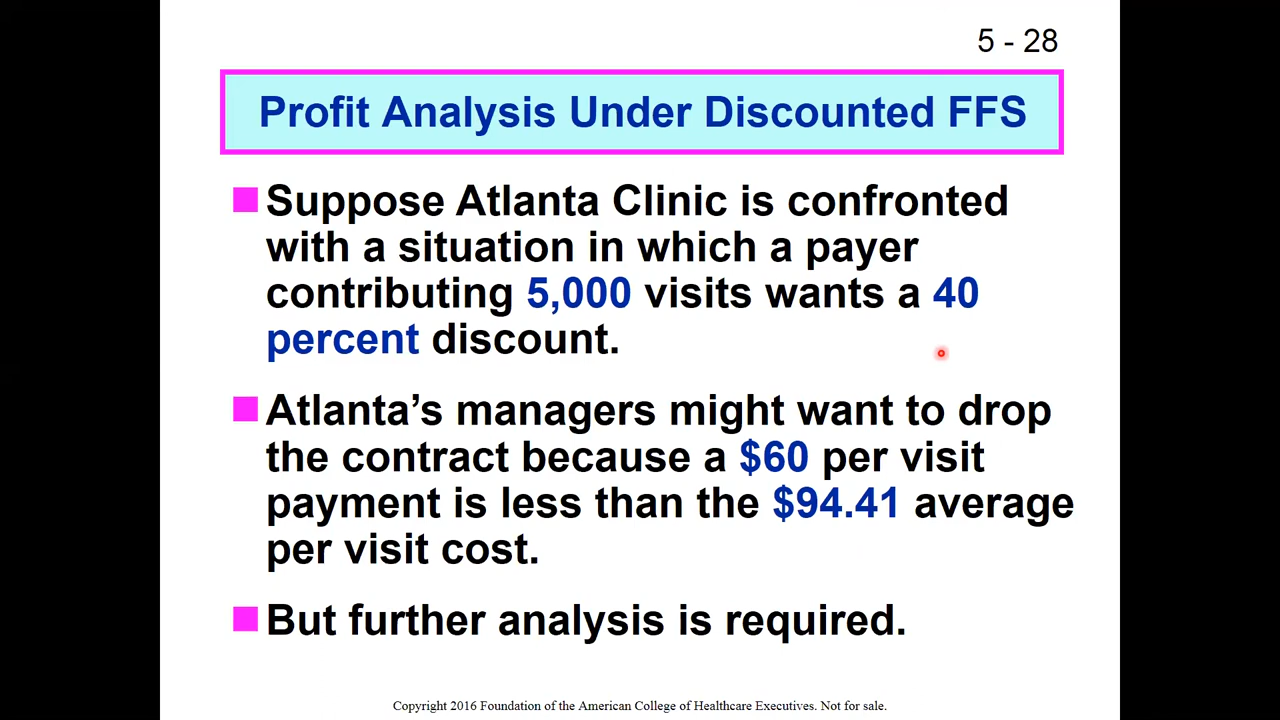 5 - 28
Profit Analysis Under Discounted FFS
Suppose Atlanta Clinic is confronted
with a situation in which a payer
contributing 5,000 visits wants a 40
percent discount.
Atlanta’s managers might want to drop
the contract because a $60 per visit
payment is less than the $94.41 average
per visit cost.
But further analysis is required.
Copyright 2016 Foundation of the American College of Healthcare Executives. Not for sale.